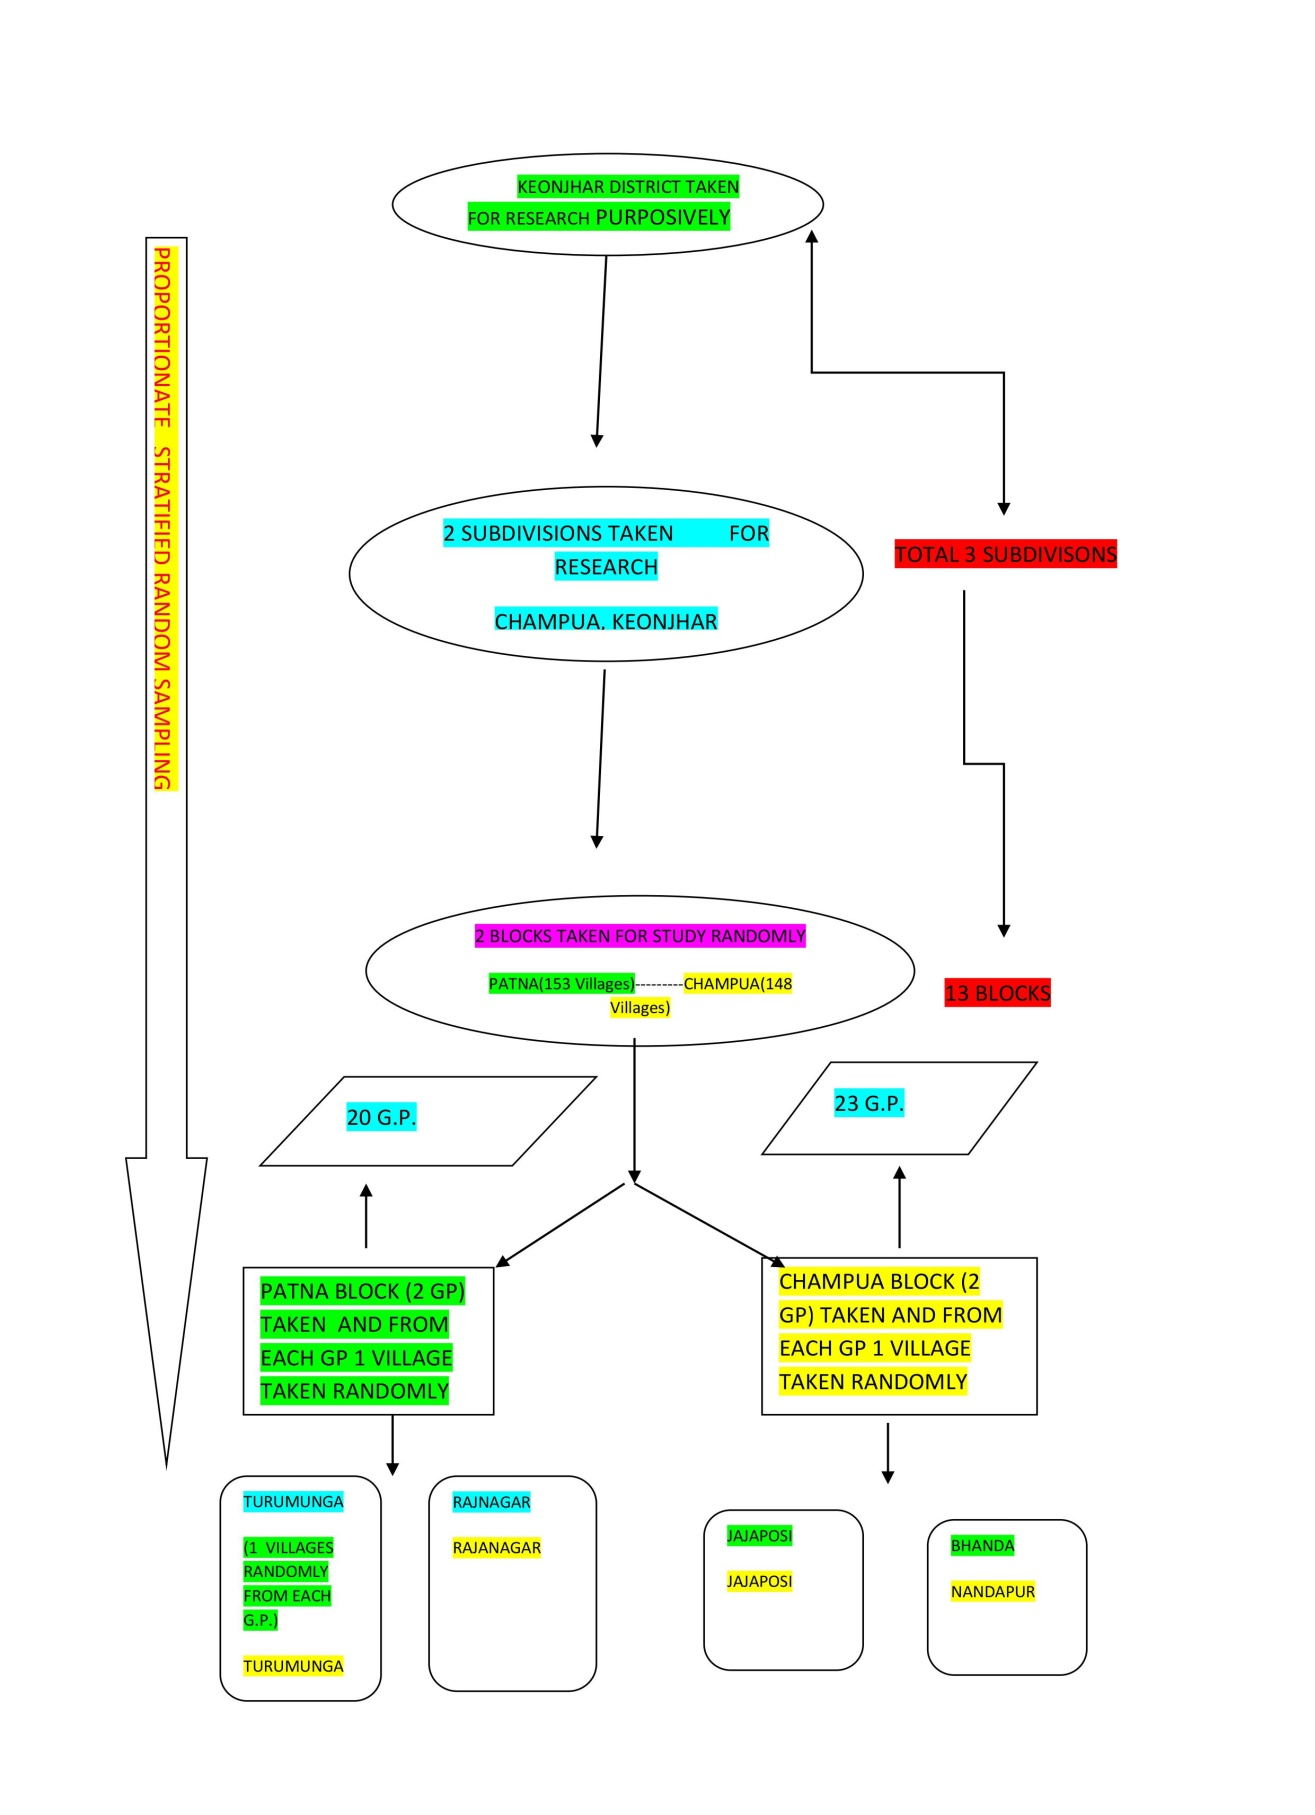 KEONJHAR DISTRICT TAKEN
FOR RESEARCH PURPOSIVELY
PROPORTIONATE STRATIFIED RANDOM SAMPLING
2 SUBDIVISIONS TAKEN FOR
RESEARCH
CHAMPUA. KEONJHAR
TOTAL 3 SUBDIVISONS
2 BLOCKS TAKEN FOR STUDY RANDOMLY
PATNA(153 Villages)---------CHAMPUA(148
Villages)
13 BLOCKS
20 G.P.
23 G.P.
PATNA BLOCK (2 GP)
TAKEN AND FROM
EACH GP 1 VILLAGE
TAKEN RANDOMLY
CHAMPUA BLOCK (2
GP) TAKEN AND FROM
EACH GP 1 VILLAGE
TAKEN RANDOMLY
TURUMUNGA
(1 VILLAGES
RANDOMLY
FROM EACH
G.P.)
TURUMUNGA
RAJNAGAR
RAJANAGAR
JAJAPOSI
JAJAPOSI
BHANDA
NANDAPUR